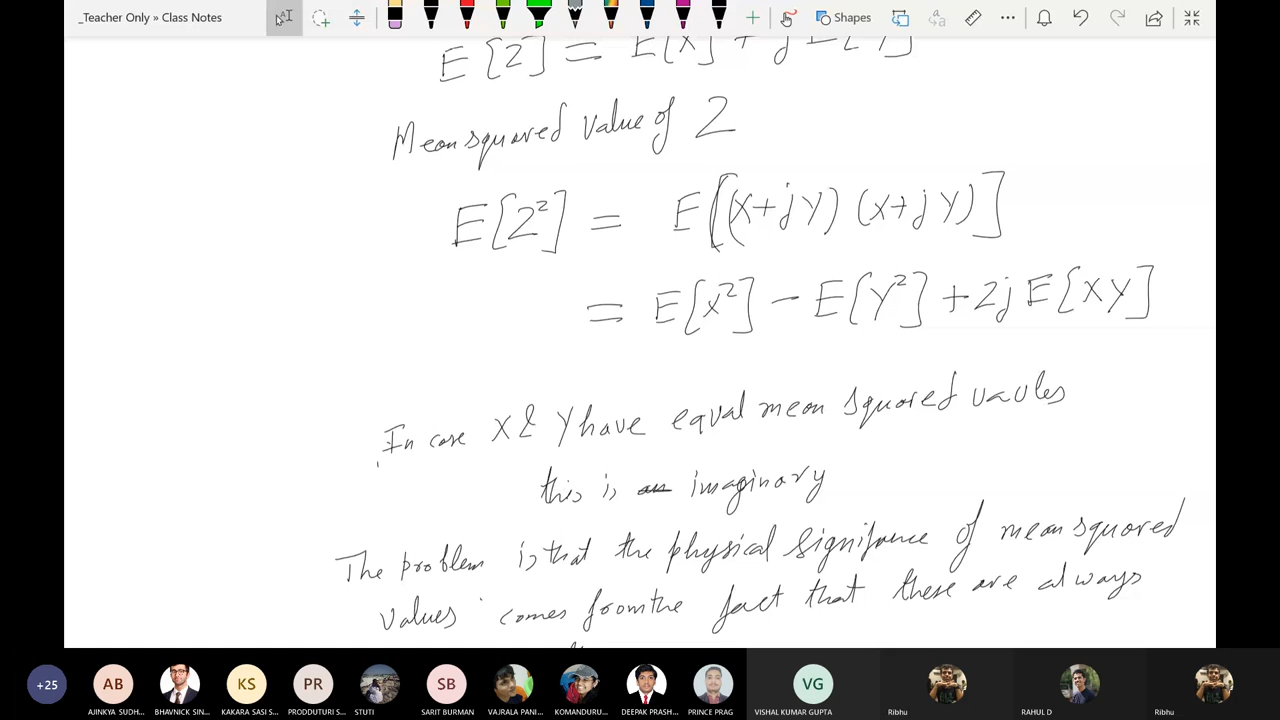 _Teacher Only » Class Notes
Shapes
E[Z] = E[X] + j E[Y]
Mean squared value of Z
E[Z²] = E[(X+jY) (X+jY)]
= E[X²] - E[Y²] + 2j E[XY]
In case X & Y have equal mean squared vaules
this is imaginary
The problem is that the physical significance of mean squared
values comes from the fact that these are always
+25
AB
KS
PR
SB
VG
AJINKYA SUDH...
BHAVNICK SIN...
KAKARA SASI S...
PRODDUTURI S...
STUTI
SARIT BURMAN
VAJRALA PANI...
KOMANDURU...
DEEPAK PRASH...
PRINCE PRAG
VISHAL KUMAR GUPTA
Ribhu
RAHUL D
Ribhu